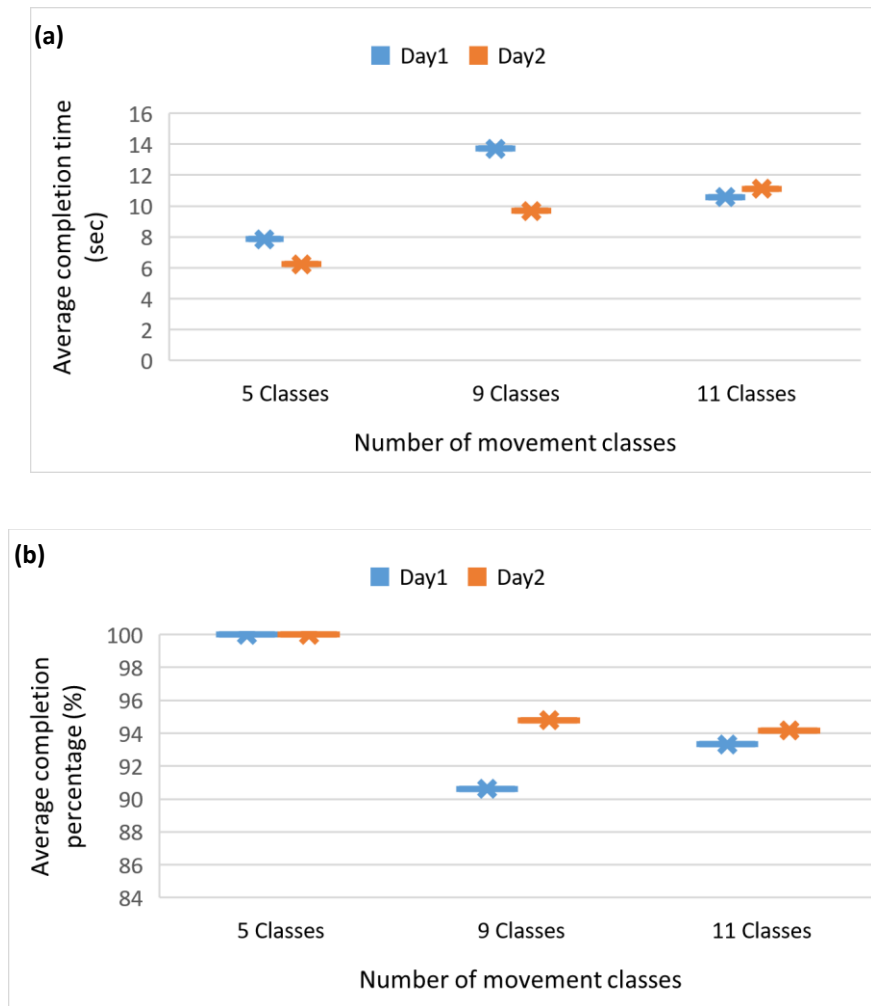 (a)
Day1 Day2
Average completion time
(sec)
16
14
12
10
8
6
4
2
0
5 Classes 9 Classes 11 Classes
Number of movement classes
(b)
Day1 Day2
Average completion
percentage (%)
100
98
96
94
92
90
88
86
84
5 Classes 9 Classes 11 Classes
Number of movement classes